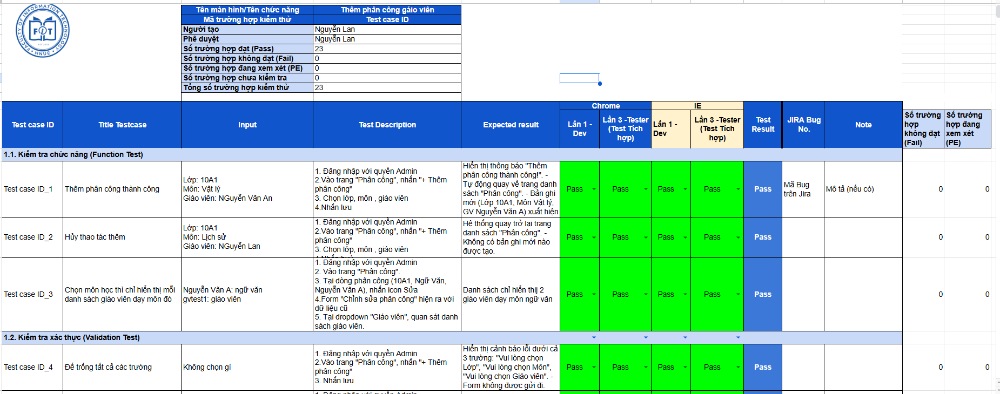 FACULTY OF INFORMATION TECHNOLOGY
FIT
HNUE
Tên màn hình/Tên chức năng
Thêm phân công gáio viên
Mã trường hợp kiểm thử
Test case ID
Người tạo
Nguyễn Lan
Phê duyệt
Nguyễn Lan
Số trường hợp đạt (Pass)
23
Số trường hợp không đạt (Fail)
0
Số trường hợp đang xem xét (PE)
0
Số trường hợp chưa kiểm tra
0
Tổng số trường hợp kiểm thử
23
Test case ID
Title Testcase
Input
Test Description
Expected result
Chrome
Lần 1 -
Dev
Lần 3 -Tester
(Test Tích
hợp)
IE
Lần 1 -
Dev
Lần 3 -Tester
(Test Tích
hợp)
Test
Result
JIRA Bug
No.
Note
Số trường
hợp
không đạt
(Fail)
Số trường
hợp đang
xem xét
(PE)
1.1. Kiểm tra chức năng (Function Test)
Test case ID_1
Thêm phân công thành công
Lớp: 10A1
Môn: Vật lý
Giáo viên: NGuyễn Văn An
1. Đăng nhập với quyền Admin
2.Vào trang "Phân công", nhấn "+ Thêm
phân công"
3. Chọn lớp, môn , giáo viên
4.Nhấn lưu
Hiển thị thông báo "Thêm
phân công thành công!". -
Tự động quay về trang danh
sách "Phân công". - Bản ghi
mới (Lớp 10A1, Môn Vật lý,
GV Nguyễn Văn A) xuất hiện
Pass
Pass
Pass
Pass
Pass
Mã Bug
trên Jira
Mô tả (nếu có)
0
0
Test case ID_2
Hủy thao tác thêm
Lớp: 10A1
Môn: Lịch sử
Giáo viên: NGuyễn Lan
1. Đăng nhập với quyền Admin
2.Vào trang "Phân công", nhấn "+ Thêm
phân công"
3. Chọn lớp, môn , giáo viên
Hệ thống quay trở lại trang
danh sách "Phân công". -
Không có bản ghi mới nào
được tạo.
Pass
Pass
Pass
Pass
Pass
0
0
Test case ID_3
Chọn môn học thì chỉ hiển thị mỗi
danh sách giáo viên dạy môn đó
Nguyễn Văn A: ngữ văn
gvtest1: giáo viên
1. Đăng nhập với quyền Admin
2. Vào trang "Phân công".
3. Tại dòng phân công (10A1, Ngữ Văn,
Nguyễn Văn A), nhấn icon Sửa
4.Form "Chỉnh sửa phân công" hiện ra với
dữ liệu cũ
5. Tại dropdown "Giáo viên", quan sát danh
sách giáo viên.
Danh sách chỉ hiển thij 2
giáo viên dạy môn ngữ văn
Pass
Pass
Pass
Pass
Pass
0
0
1.2. Kiểm tra xác thực (Validation Test)
Test case ID_4
Để trống tất cả các trường
Không chọn gì
1. Đăng nhập với quyền Admin
2.Vào trang "Phân công", nhấn "+ Thêm
phân công"
3. Nhấn lưu
Hiển thị cảnh báo lỗi dưới cả
3 trường: "Vui lòng chọn
Lớp", "Vui lòng chọn Môn",
"Vui lòng chọn Giáo viên". -
Form không được gửi đi.
Pass
Pass
Pass
Pass
Pass
0
0